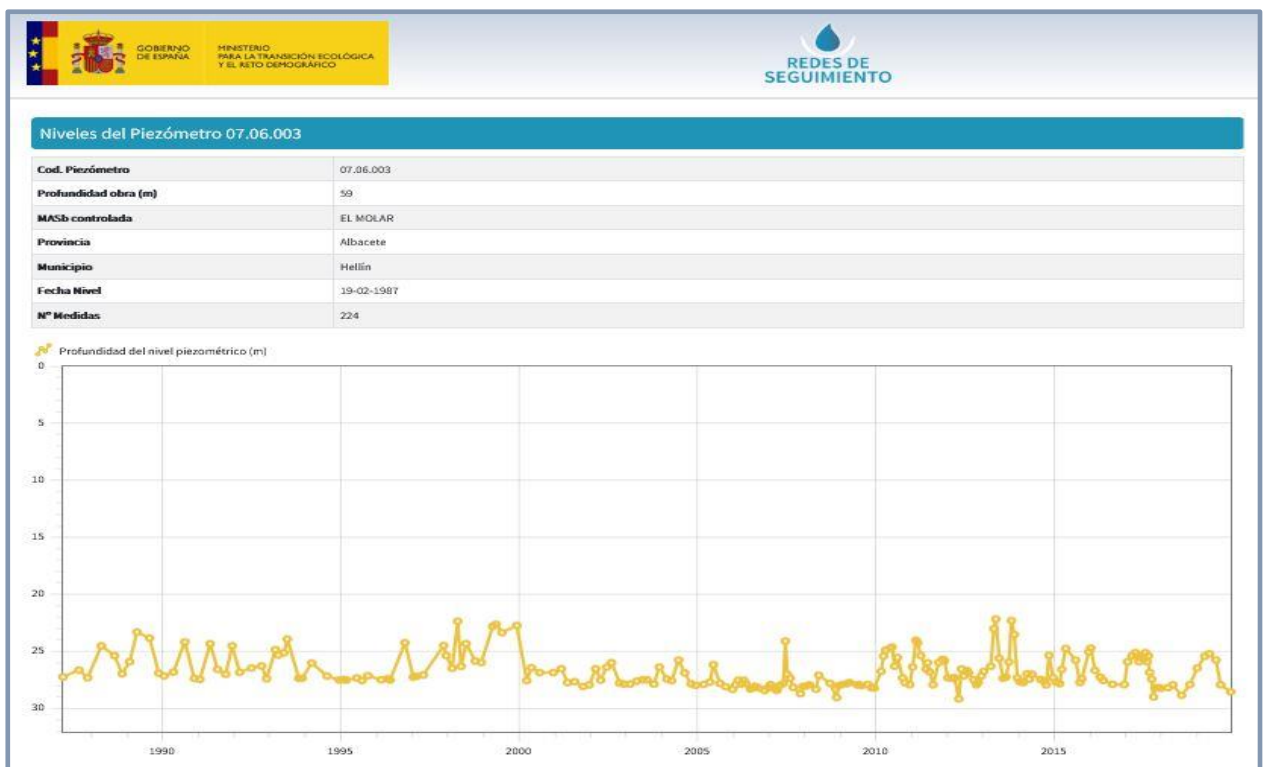 GOBIERNO
DE ESPAÑA
MINISTERIO
PARA LA TRANSICIÓN ECOLÓGICA
Y EL RETO DEMOGRÁFICO
REDES DE
SEGUIMIENTO
Niveles del Piezómetro 07.06.003
Cod. Piezómetro 07.06.003
Profundidad obra (m) 59
MASb controlada EL MOLAR
Provincia Albacete
Municipio Hellín
Fecha Nivel 19-02-1987
Nº Medidas 224
Profundidad del nivel piezométrico (m)
0
5
10
15
20
25
30
1990 1995 2000 2005 2010 2015